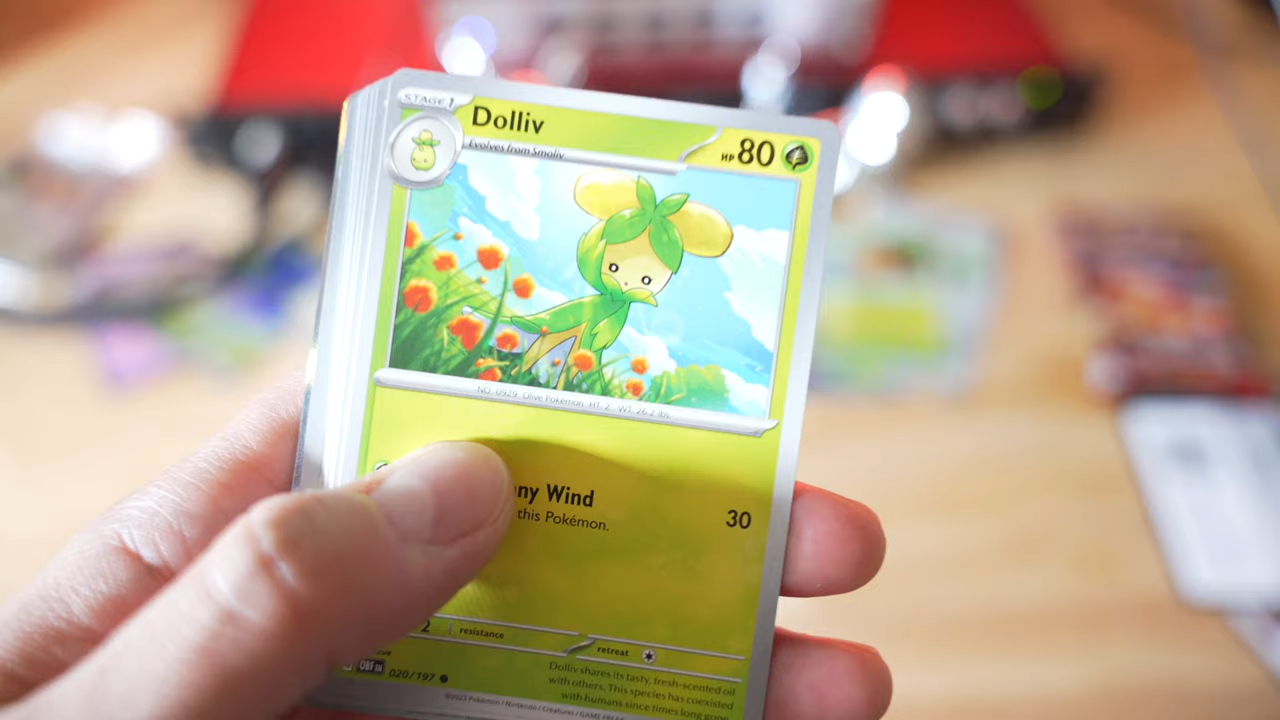 STAGE 1
Dolliv
HP 80
Evolves from Smoliv
NO. 0929 Olive Pokémon HT: 2' WT: 26.2 lbs.
ny Wind
30
this Pokémon.
2 resistance
retreat
OBF EN 020/197
Dolliv shares its tasty, fresh-scented oil
with others. This species has coexisted
with humans since times long gone.
©2023 Pokémon / Nintendo / Creatures / GAME FREAK